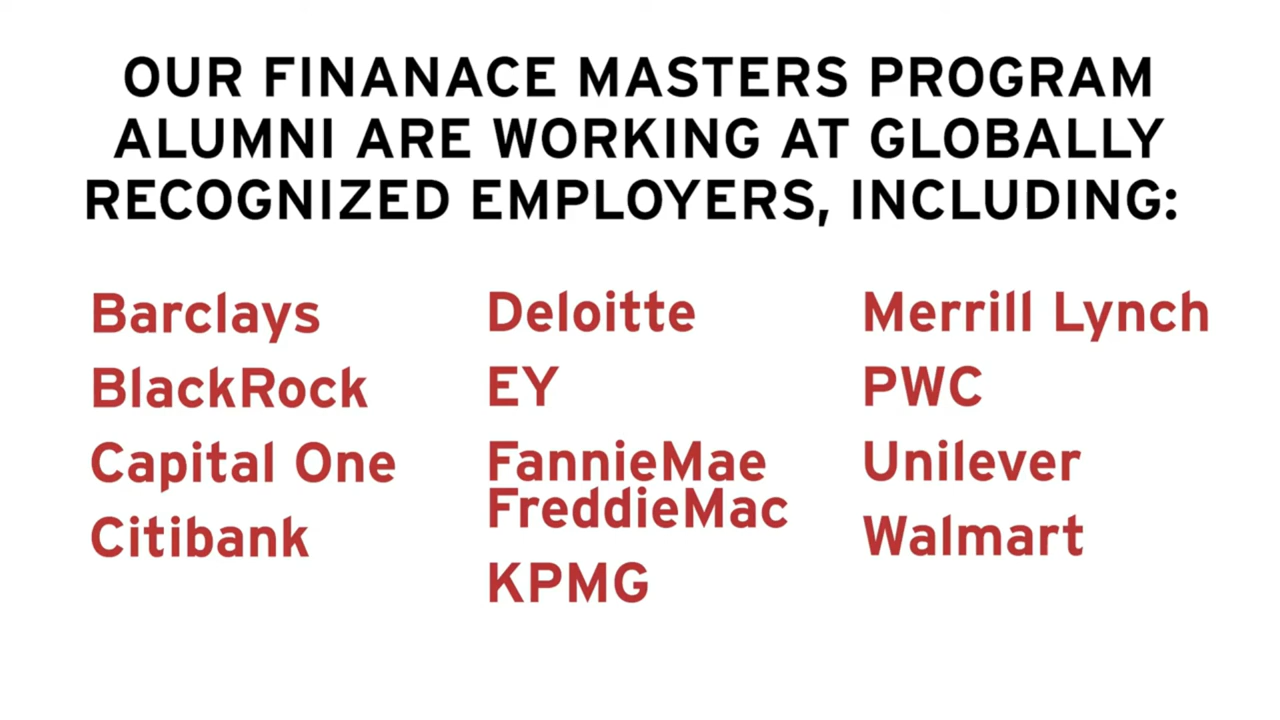 OUR FINANACE MASTERS PROGRAM
ALUMNI ARE WORKING AT GLOBALLY
RECOGNIZED EMPLOYERS, INCLUDING:
Barclays
BlackRock
Capital One
Citibank
Deloitte
EY
FannieMae
FreddieMac
KPMG
Merrill Lynch
PWC
Unilever
Walmart